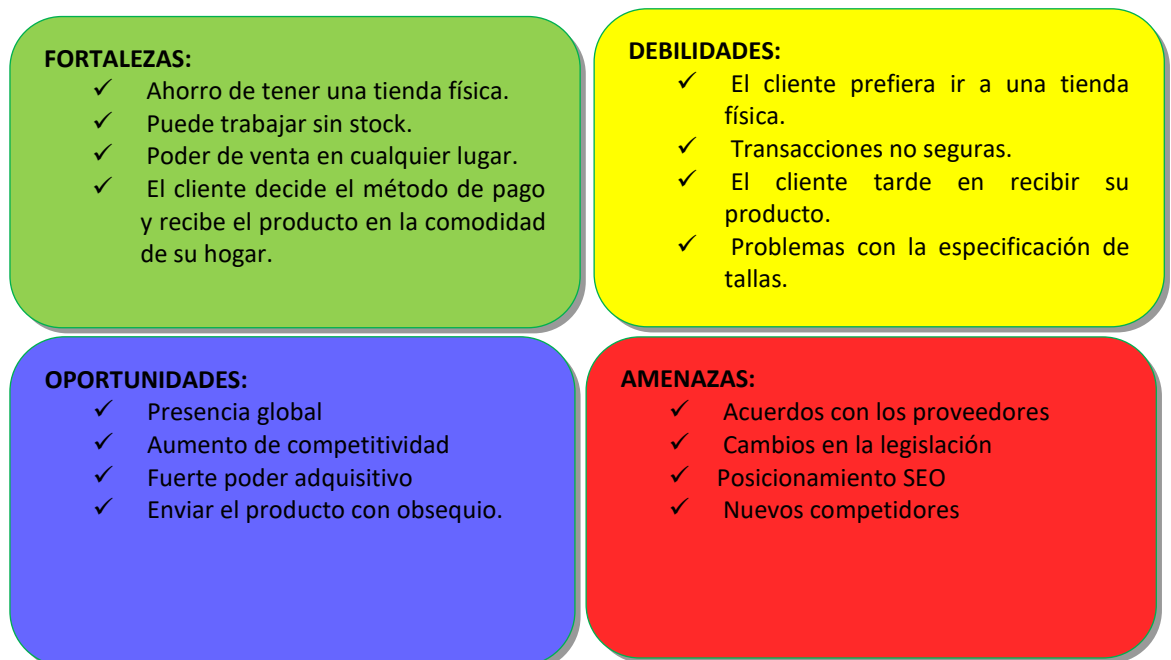 FORTALEZAS:
✓ Ahorro de tener una tienda física.
✓ Puede trabajar sin stock.
✓ Poder de venta en cualquier lugar.
✓ El cliente decide el método de pago
y recibe el producto en la comodidad
de su hogar.
DEBILIDADES:
✓ El cliente prefiera ir a una tienda
física.
✓ Transacciones no seguras.
✓ El cliente tarde en recibir su
producto.
✓ Problemas con la especificación de
tallas.
OPORTUNIDADES:
✓ Presencia global
✓ Aumento de competitividad
✓ Fuerte poder adquisitivo
✓ Enviar el producto con obsequio.
AMENAZAS:
✓ Acuerdos con los proveedores
✓ Cambios en la legislación
✓ Posicionamiento SEO
✓ Nuevos competidores